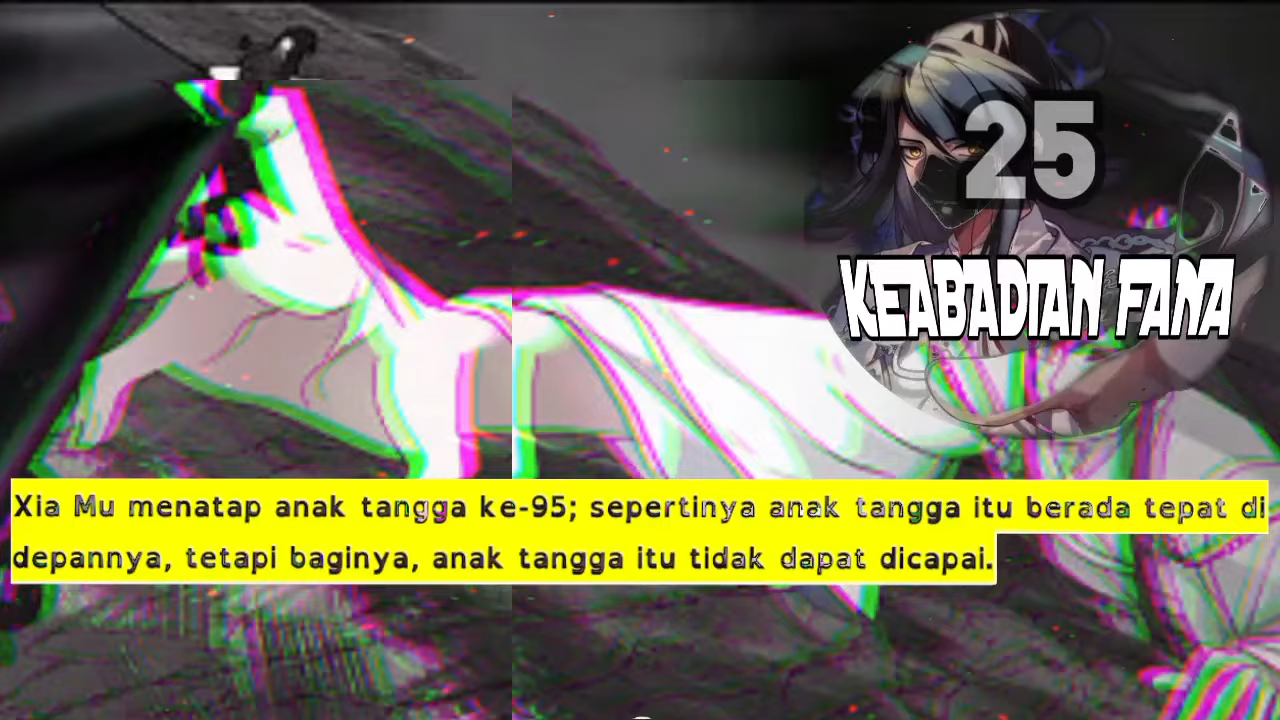 25
KEABADIAN FANA
Xia Mu menatap anak tangga ke-95; sepertinya anak tangga itu berada tepat di
depannya, tetapi baginya, anak tangga itu tidak dapat dicapai.